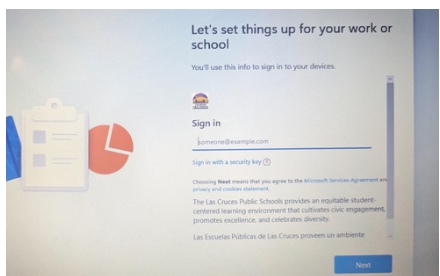 Let's set things up for your work or
school
You'll use this info to sign in to your devices.
Sign in
someone@example.com
Sign in with a security key
Choosing Next means that you agree to the Microsoft Services Agreement and
privacy and cookies statement.
The Las Cruces Public Schools provides an equitable student-
centered learning environment that cultivates civic engagement,
promotes excellence, and celebrates diversity.
Las Escuelas Públicas de Las Cruces proveen un ambiente
Next